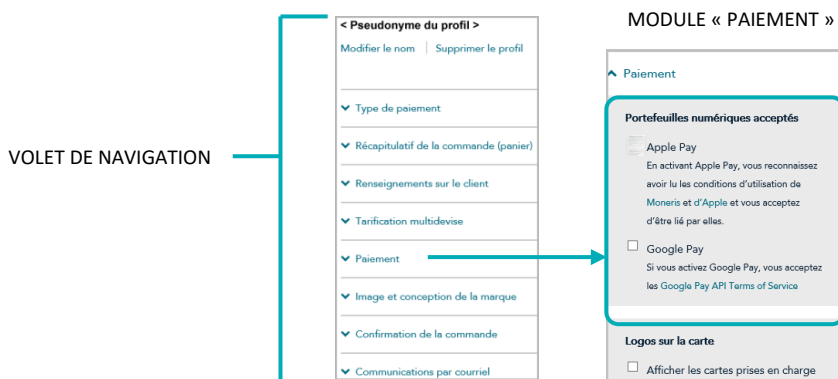 MODULE « PAIEMENT »
VOLET DE NAVIGATION
< Pseudonyme du profil >
Modifier le nom | Supprimer le profil
Type de paiement
Récapitulatif de la commande (panier)
Renseignements sur le client
Tarification multidevise
Paiement
Image et conception de la marque
Confirmation de la commande
Communications par courriel
Paiement
Portefeuilles numériques acceptés
Apple Pay
En activant Apple Pay, vous reconnaissez
avoir lu les conditions d'utilisation de
Moneris et d'Apple et vous acceptez
d'être lié par elles.
Google Pay
Si vous activez Google Pay, vous acceptez
les Google Pay API Terms of Service
Logos sur la carte
Afficher les cartes prises en charge